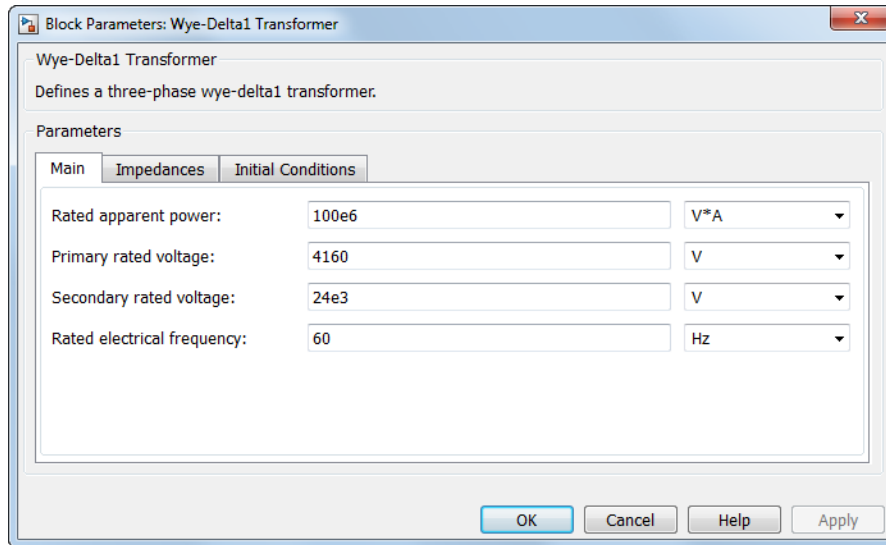 Block Parameters: Wye-Delta1 Transformer
Wye-Delta1 Transformer
Defines a three-phase wye-delta1 transformer.
Parameters
Main Impedances Initial Conditions
Rated apparent power: 100e6 V*A
Primary rated voltage: 4160 V
Secondary rated voltage: 24e3 V
Rated electrical frequency: 60 Hz
OK Cancel Help Apply